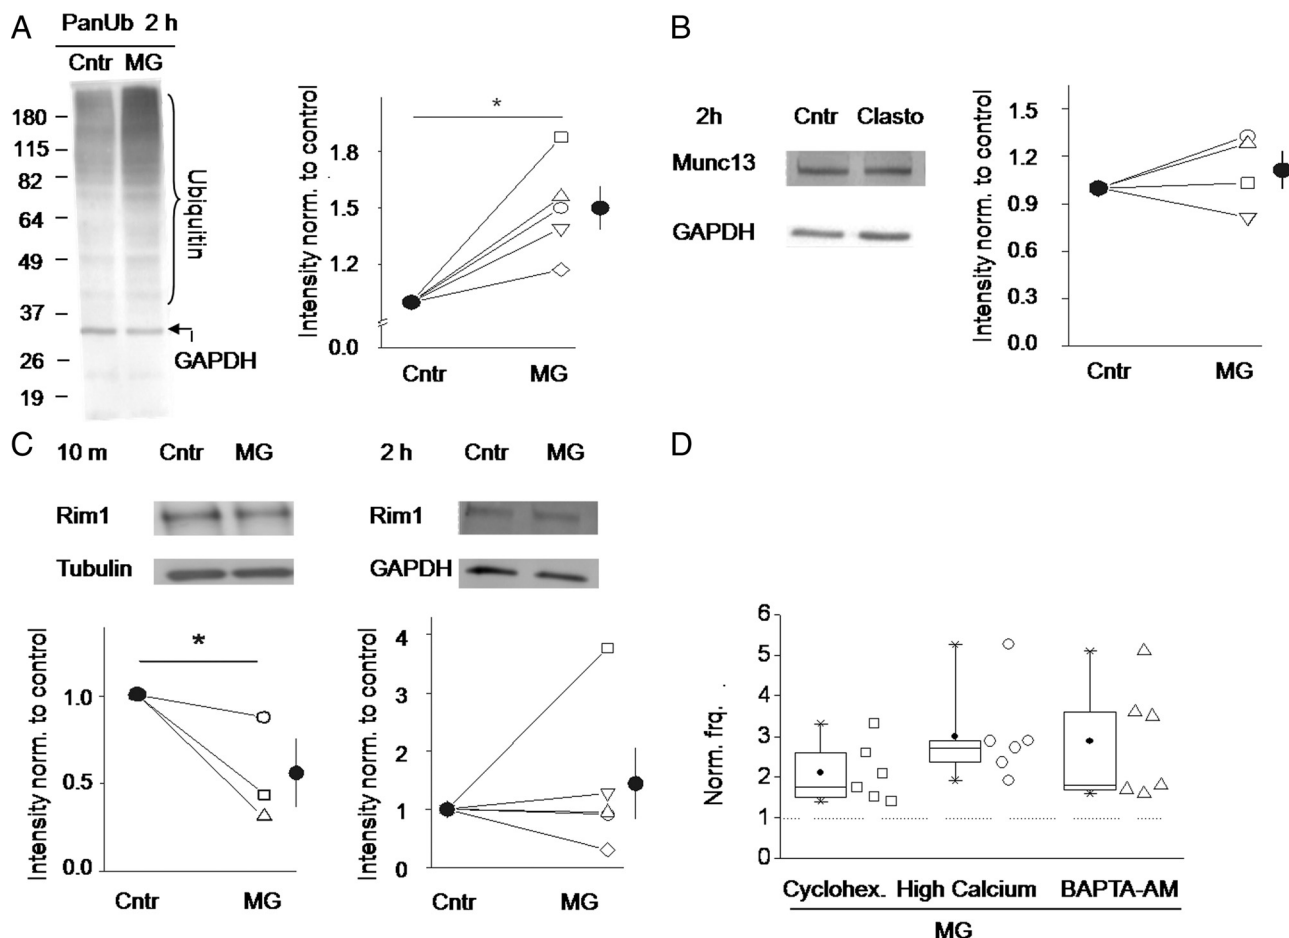 A
PanUb 2 h
Cntr MG
180
115
82
64
49
37
26
19
Ubiquitin
GAPDH
Intensity norm. to control
*
1.8
1.5
1.2
0.0
Cntr MG
B
2h Cntr Clasto
Munc13
GAPDH
Intensity norm. to control
1.5
1.2
0.9
0.6
0.3
0.0
Cntr MG
C
10 m Cntr MG
Rim1
Tubulin
Intensity norm. to control
*
1.0
0.5
0.0
Cntr MG
2 h Cntr MG
Rim1
GAPDH
Intensity norm. to control
4
3
2
1
0
Cntr MG
D
Norm. frq.
6
5
4
3
2
1
0
Cyclohex. High Calcium BAPTA-AM
MG